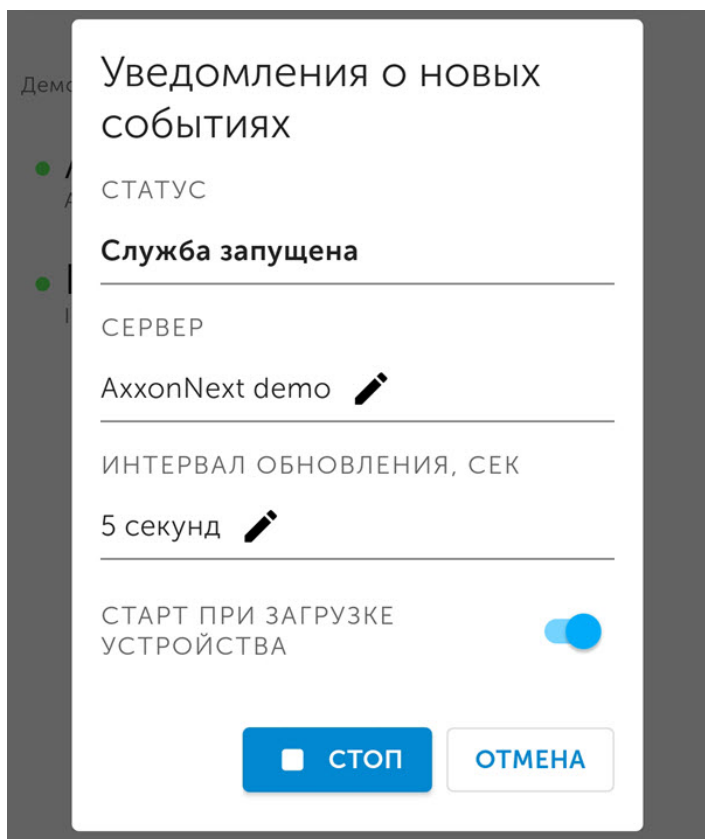 Уведомления о новых
событиях
СТАТУС
Служба запущена
СЕРВЕР
AxxonNext demo
ИНТЕРВАЛ ОБНОВЛЕНИЯ, СЕК
5 секунд
СТАРТ ПРИ ЗАГРУЗКЕ
УСТРОЙСТВА
СТОП
ОТМЕНА